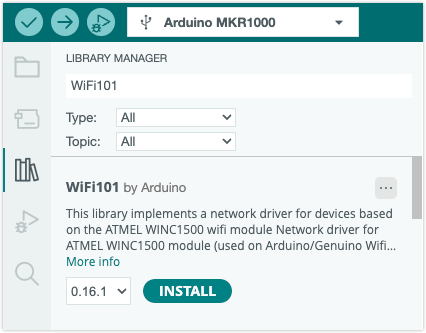 Arduino MKR1000
LIBRARY MANAGER
WiFi101
Type: All
Topic: All
WiFi101 by Arduino
This library implements a network driver for devices based
on the ATMEL WINC1500 wifi module Network driver for
ATMEL WINC1500 module (used on Arduino/Genuino Wifi...
More info
0.16.1 INSTALL